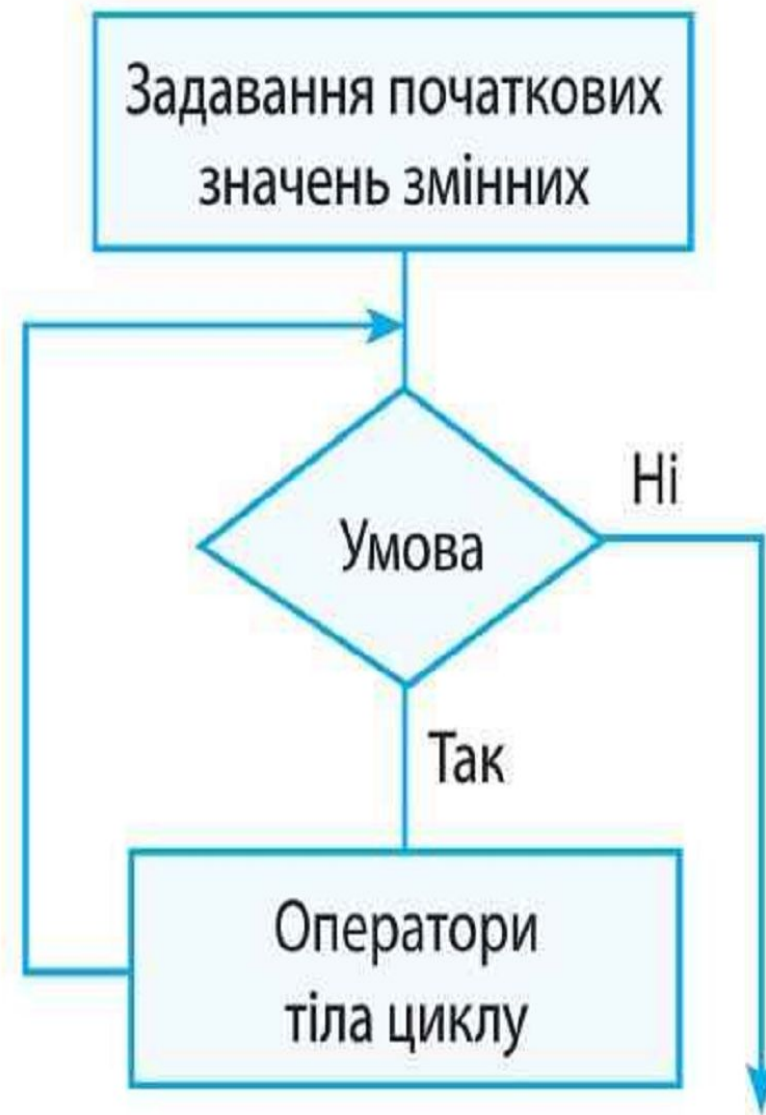 Задавання початкових
значень змінних
Ні
Умова
Так
Оператори
тіла циклу